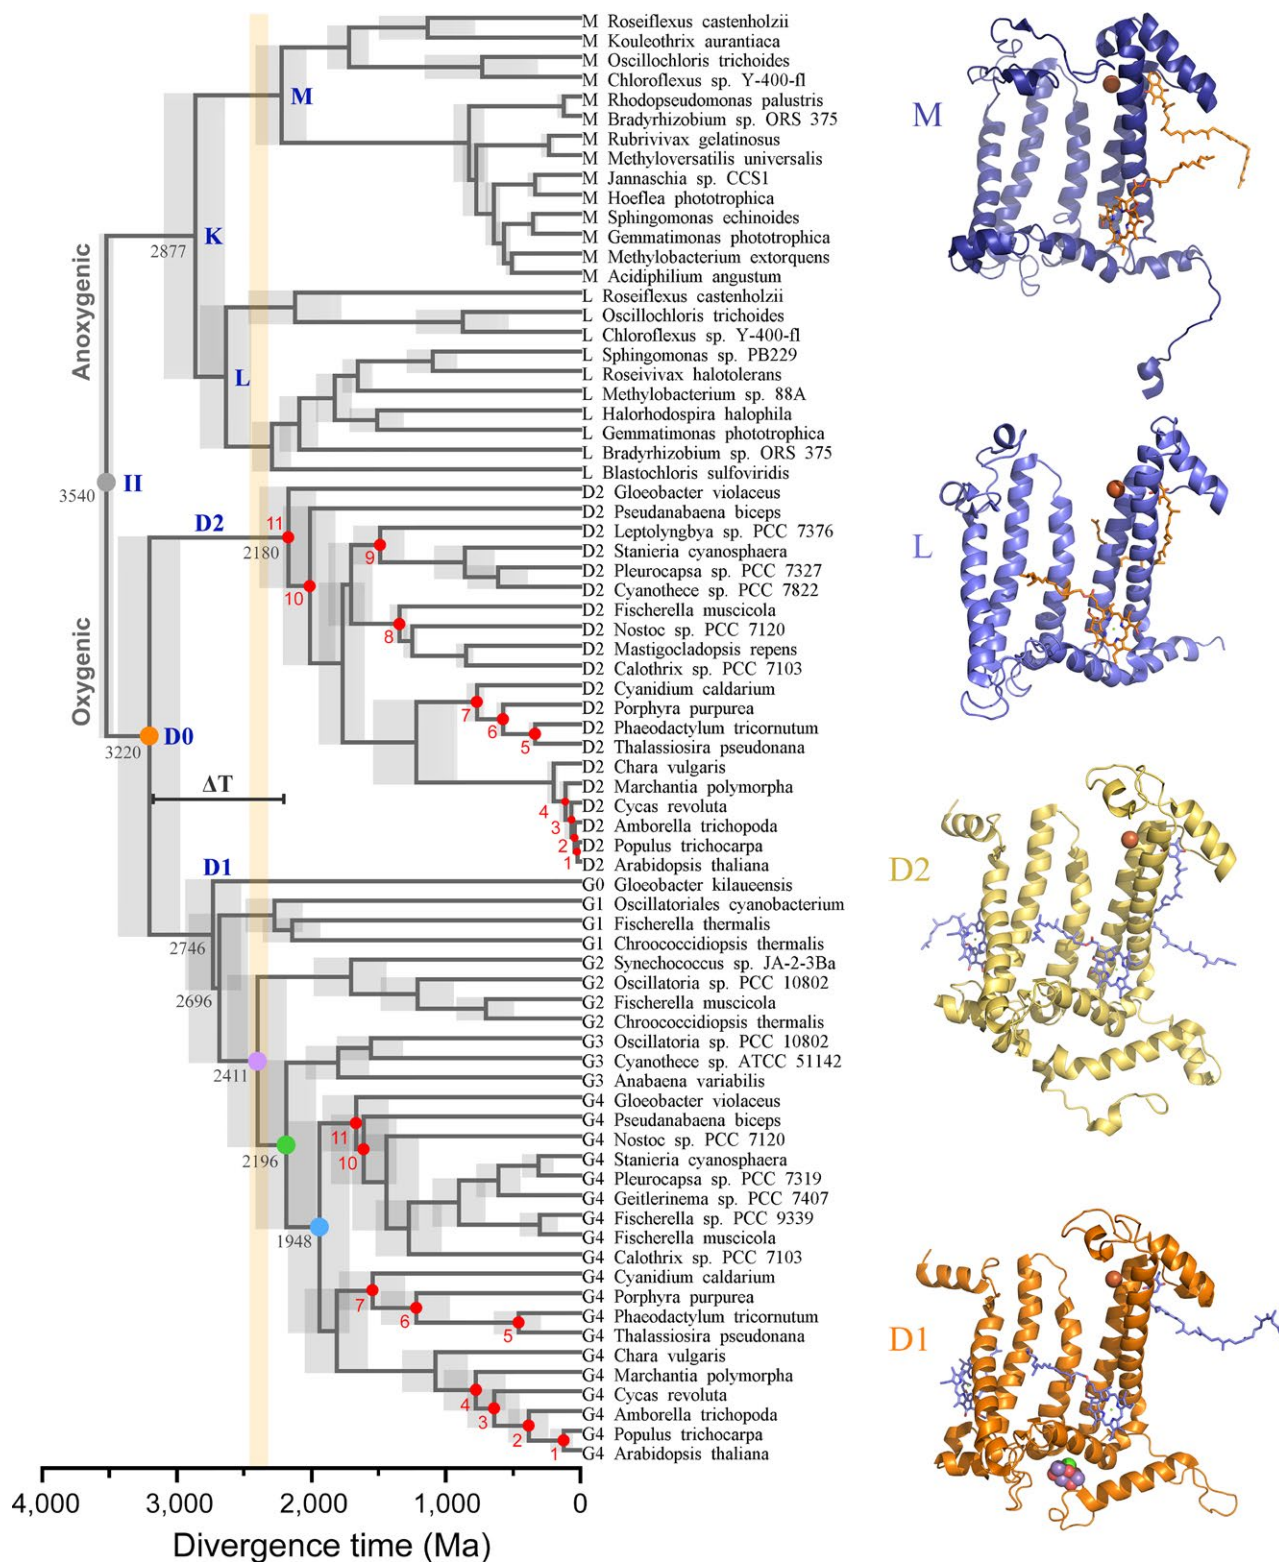 M Roseiflexus castenholzii
M Kouleothrix aurantiaca
M Oscillochloris trichoides
M Chloroflexus sp. Y-400-fl
M Rhodopseudomonas palustris
M Bradyrhizobium sp. ORS 375
M Rubrivivax gelatinosus
M Methyloversatilis universalis
M Jannaschia sp. CCS1
M Hoeflea phototrophica
M Sphingomonas echinoides
M Gemmatimonas phototrophica
M Methylobacterium extorquens
M Acidiphilium angustum
L Roseiflexus castenholzii
L Oscillochloris trichoides
L Chloroflexus sp. Y-400-fl
L Sphingomonas sp. PB229
L Roseivivax halotolerans
L Methylobacterium sp. 88A
L Halorhodospira halophila
L Gemmatimonas phototrophica
L Bradyrhizobium sp. ORS 375
L Blastochloris sulfoviridis
D2 Gloeobacter violaceus
D2 Pseudanabaena biceps
D2 Leptolyngbya sp. PCC 7376
D2 Stanieria cyanosphaera
D2 Pleurocapsa sp. PCC 7327
D2 Cyanothece sp. PCC 7822
D2 Fischerella muscicola
D2 Nostoc sp. PCC 7120
D2 Mastigocladopsis repens
D2 Calothrix sp. PCC 7103
D2 Cyanidium caldarium
D2 Porphyra purpurea
D2 Phaeodactylum tricornutum
D2 Thalassiosira pseudonana
D2 Chara vulgaris
D2 Marchantia polymorpha
D2 Cycas revoluta
D2 Amborella trichopoda
D2 Populus trichocarpa
D2 Arabidopsis thaliana
G0 Gloeobacter kilaueensis
G1 Oscillatoriales cyanobacterium
G1 Fischerella thermalis
G1 Chroococcidiopsis thermalis
G2 Synechococcus sp. JA-2-3Ba
G2 Oscillatoria sp. PCC 10802
G2 Fischerella muscicola
G2 Chroococcidiopsis thermalis
G3 Oscillatoria sp. PCC 10802
G3 Cyanothece sp. ATCC 51142
G3 Anabaena variabilis
G4 Gloeobacter violaceus
G4 Pseudanabaena biceps
G4 Nostoc sp. PCC 7120
G4 Stanieria cyanosphaera
G4 Pleurocapsa sp. PCC 7319
G4 Geitlerinema sp. PCC 7407
G4 Fischerella sp. PCC 9339
G4 Fischerella muscicola
G4 Calothrix sp. PCC 7103
G4 Cyanidium caldarium
G4 Porphyra purpurea
G4 Phaeodactylum tricornutum
G4 Thalassiosira pseudonana
G4 Chara vulgaris
G4 Marchantia polymorpha
G4 Cycas revoluta
G4 Amborella trichopoda
G4 Populus trichocarpa
G4 Arabidopsis thaliana
M
K
2877
L
Anoxygenic
II
3540
D2
11
2180
10
9
8
7
6
5
4
3
2
1
Oxygenic
D0
3220
ΔT
D1
2746
2696
2411
2196
1948
11
10
7
6
5
4
3
2
1
4,000
3,000
2,000
1,000
0
Divergence time (Ma)
M
L
D2
D1